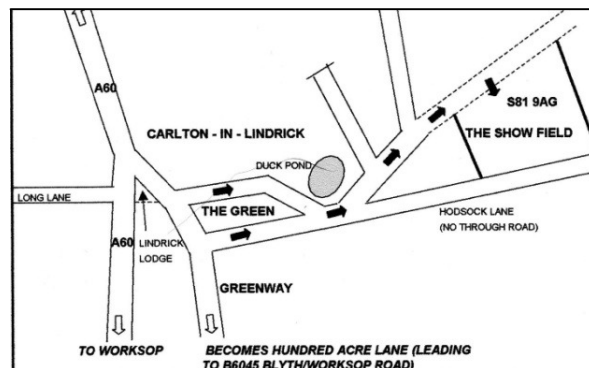 A60
CARLTON - IN - LINDRICK
S81 9AG
THE SHOW FIELD
DUCK POND
LONG LANE
THE GREEN
HODSOCK LANE
(NO THROUGH ROAD)
A60
LINDRICK
LODGE
GREENWAY
TO WORKSOP
BECOMES HUNDRED ACRE LANE (LEADING
TO B6045 BLYTH/WORKSOP ROAD)